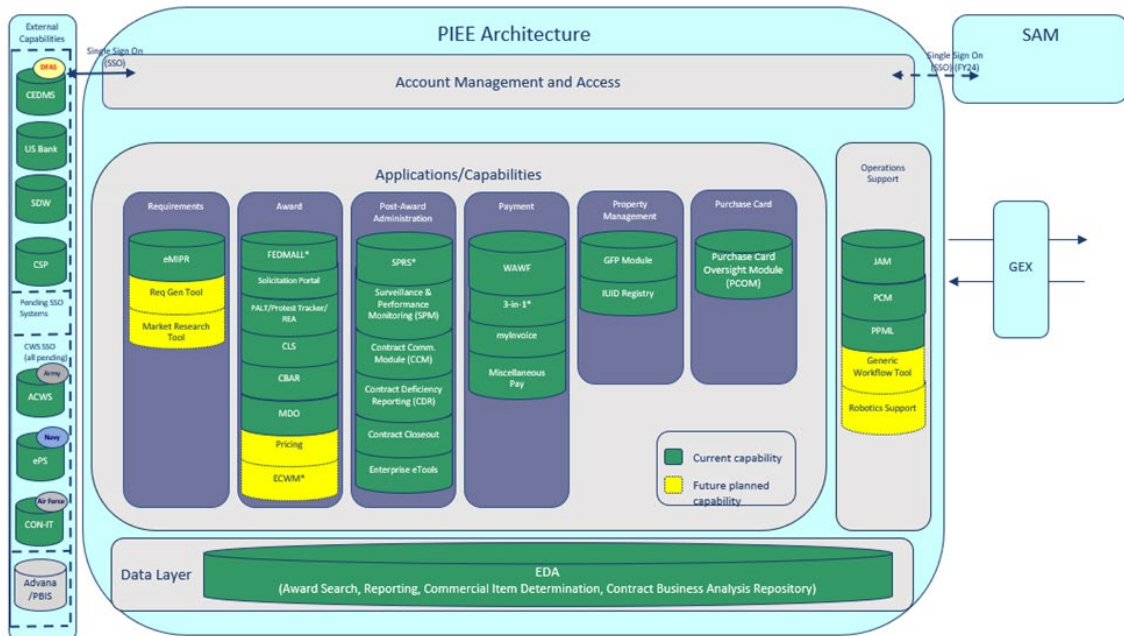 External
Capabilities
DFAS
CEDMS
US Bank
SDW
CSP
Pending SSO
Systems
CWS SSO
(all pending)
Army
ACWS
Navy
ePS
Air Force
CON-IT
Advana
/PBIS
PIEE Architecture
Single Sign On
(SSO)
Account Management and Access
Single Sign On
(SSO) (FY24)
SAM
Applications/Capabilities
Requirements
eMIPR
Req Gen Tool
Market Research
Tool
Award
FEDMALL*
Solicitation Portal
PALT/Protest Tracker/
REA
CLS
CBAR
MDO
Pricing
ECWM*
Post-Award
Administration
SPRS*
Surveillance &
Performance
Monitoring (SPM)
Contract Comm.
Module (CCM)
Contract Deficiency
Reporting (CDR)
Contract Closeout
Enterprise eTools
Payment
WAWF
3-in-1*
myInvoice
Miscellaneous
Pay
Property
Management
GFP Module
IUID Registry
Purchase Card
Purchase Card
Oversight Module
(PCOM)
Current capability
Future planned
capability
Operations
Support
JAM
PCM
PPML
Generic
Workflow Tool
Robotics Support
GEX
Data Layer
EDA
(Award Search, Reporting, Commercial Item Determination, Contract Business Analysis Repository)